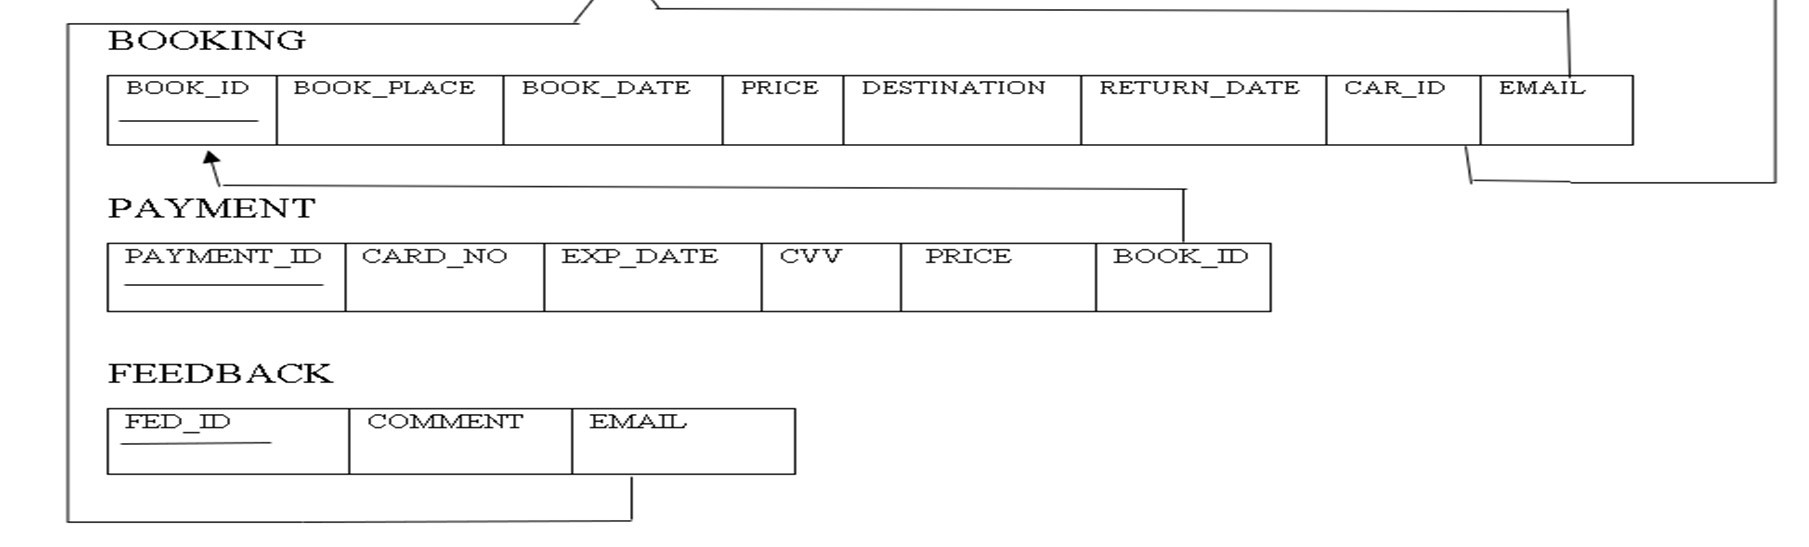 BOOKING
BOOK_ID BOOK_PLACE BOOK_DATE PRICE DESTINATION RETURN_DATE CAR_ID EMAIL
PAYMENT
PAYMENT_ID CARD_NO EXP_DATE CVV PRICE BOOK_ID
FEEDBACK
FED_ID COMMENT EMAIL